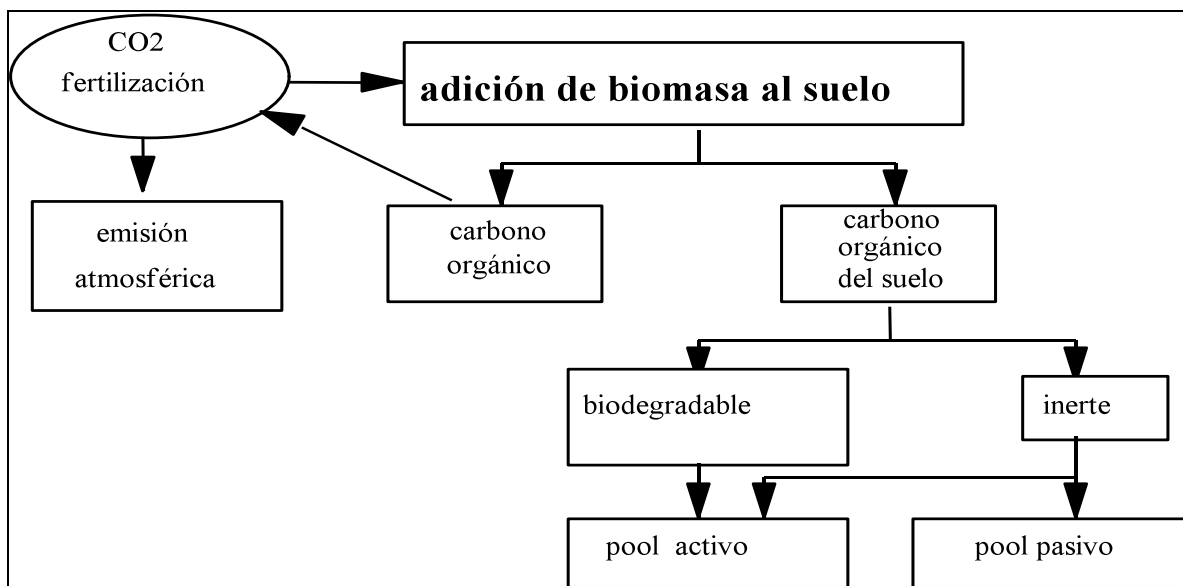 CO2
fertilización
adición de biomasa al suelo
emisión
atmosférica
carbono
orgánico
carbono
orgánico
del suelo
biodegradable
inerte
pool activo
pool pasivo